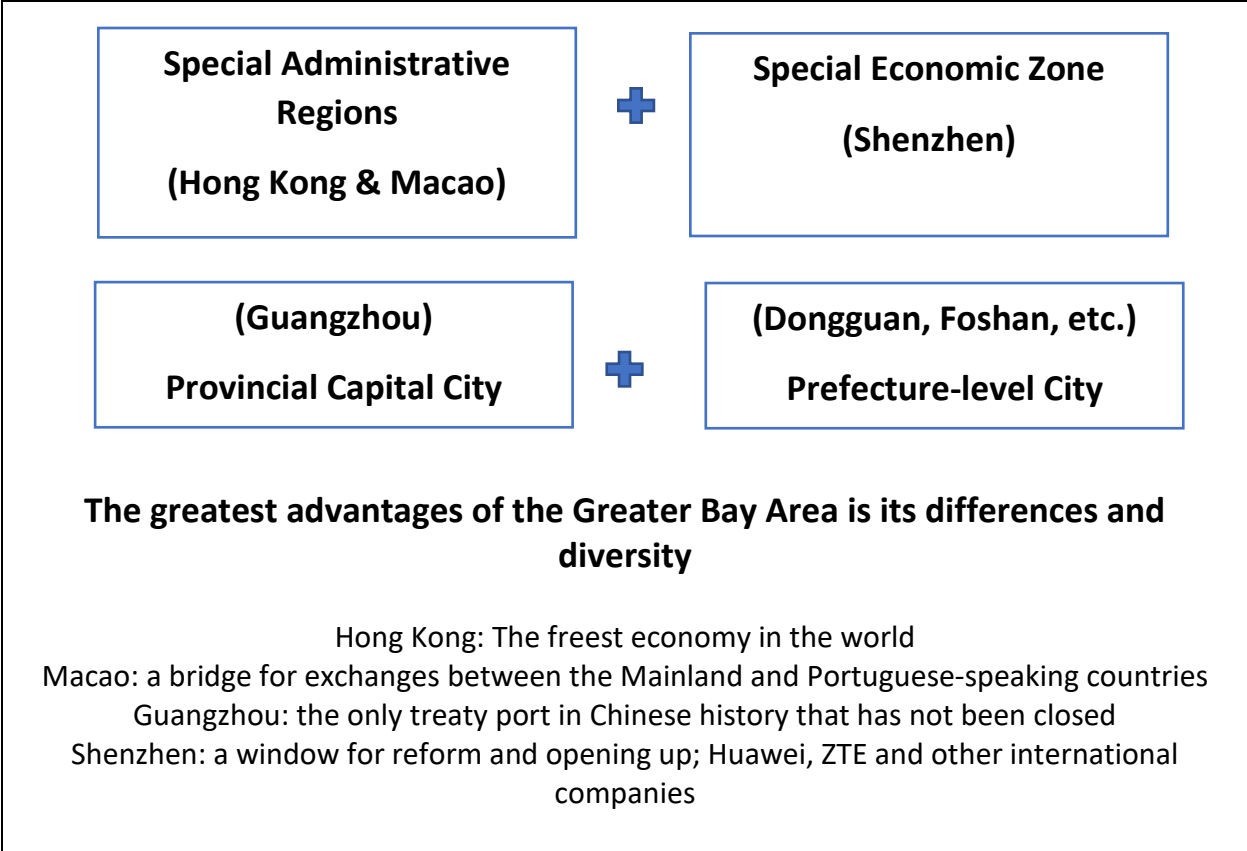 Special Administrative
Regions
(Hong Kong & Macao)
Special Economic Zone
(Shenzhen)
(Guangzhou)
Provincial Capital City
(Dongguan, Foshan, etc.)
Prefecture-level City
The greatest advantages of the Greater Bay Area is its differences and
diversity
Hong Kong: The freest economy in the world
Macao: a bridge for exchanges between the Mainland and Portuguese-speaking countries
Guangzhou: the only treaty port in Chinese history that has not been closed
Shenzhen: a window for reform and opening up; Huawei, ZTE and other international
companies